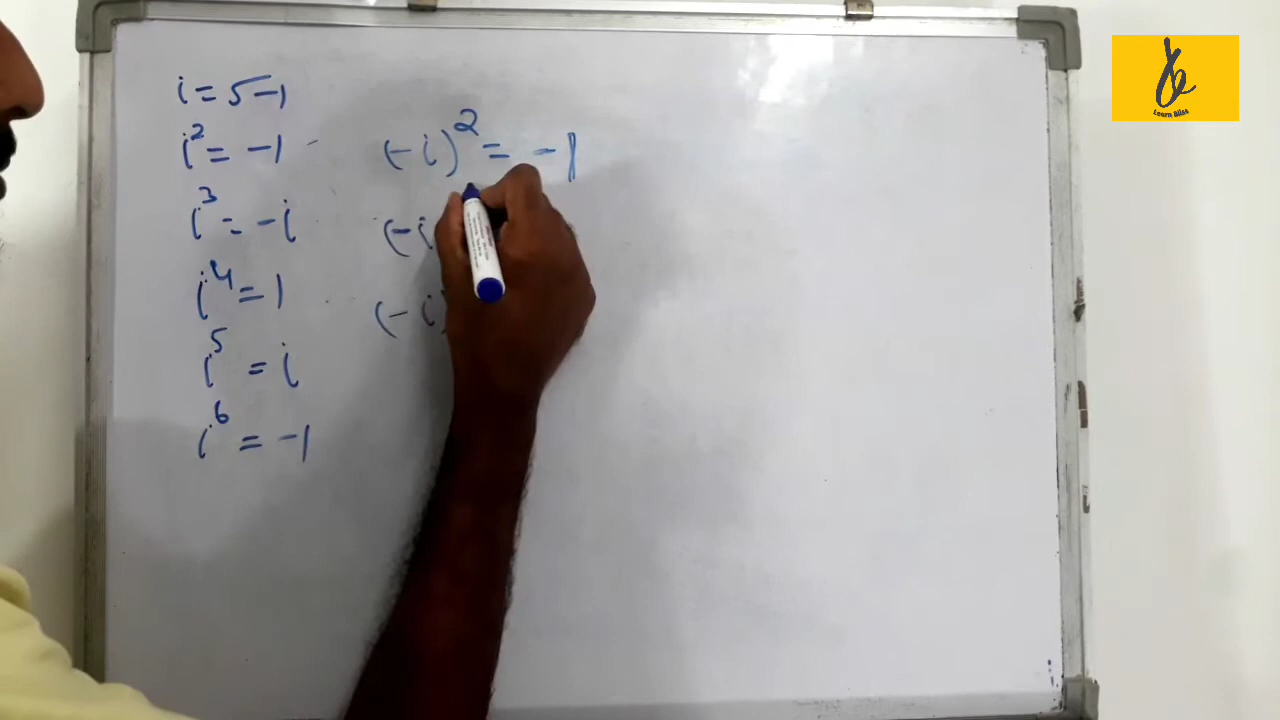 i = √-1
i² = -1
i³ = -i
i⁴ = 1
i⁵ = i
i⁶ = -1
(-i)² = -1
(-i
(-i)
Learn Bliss